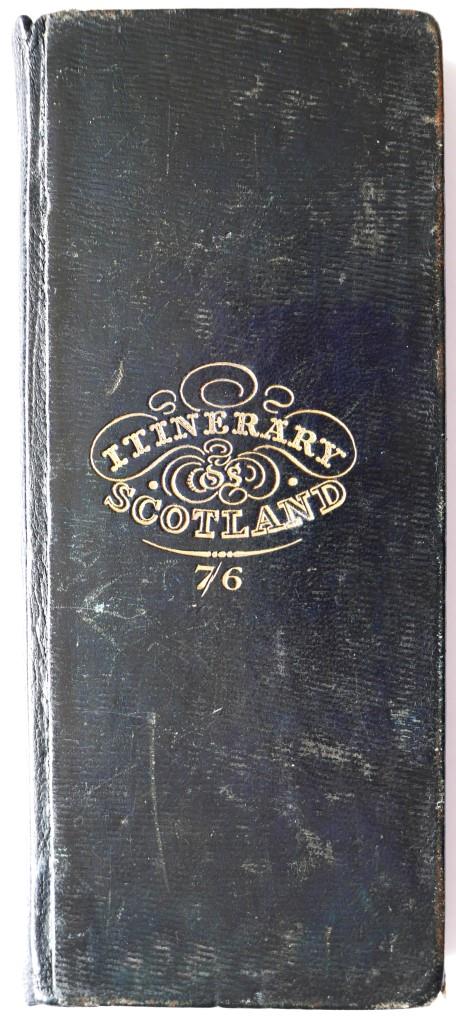 ITINERARY
OF
SCOTLAND
7/6